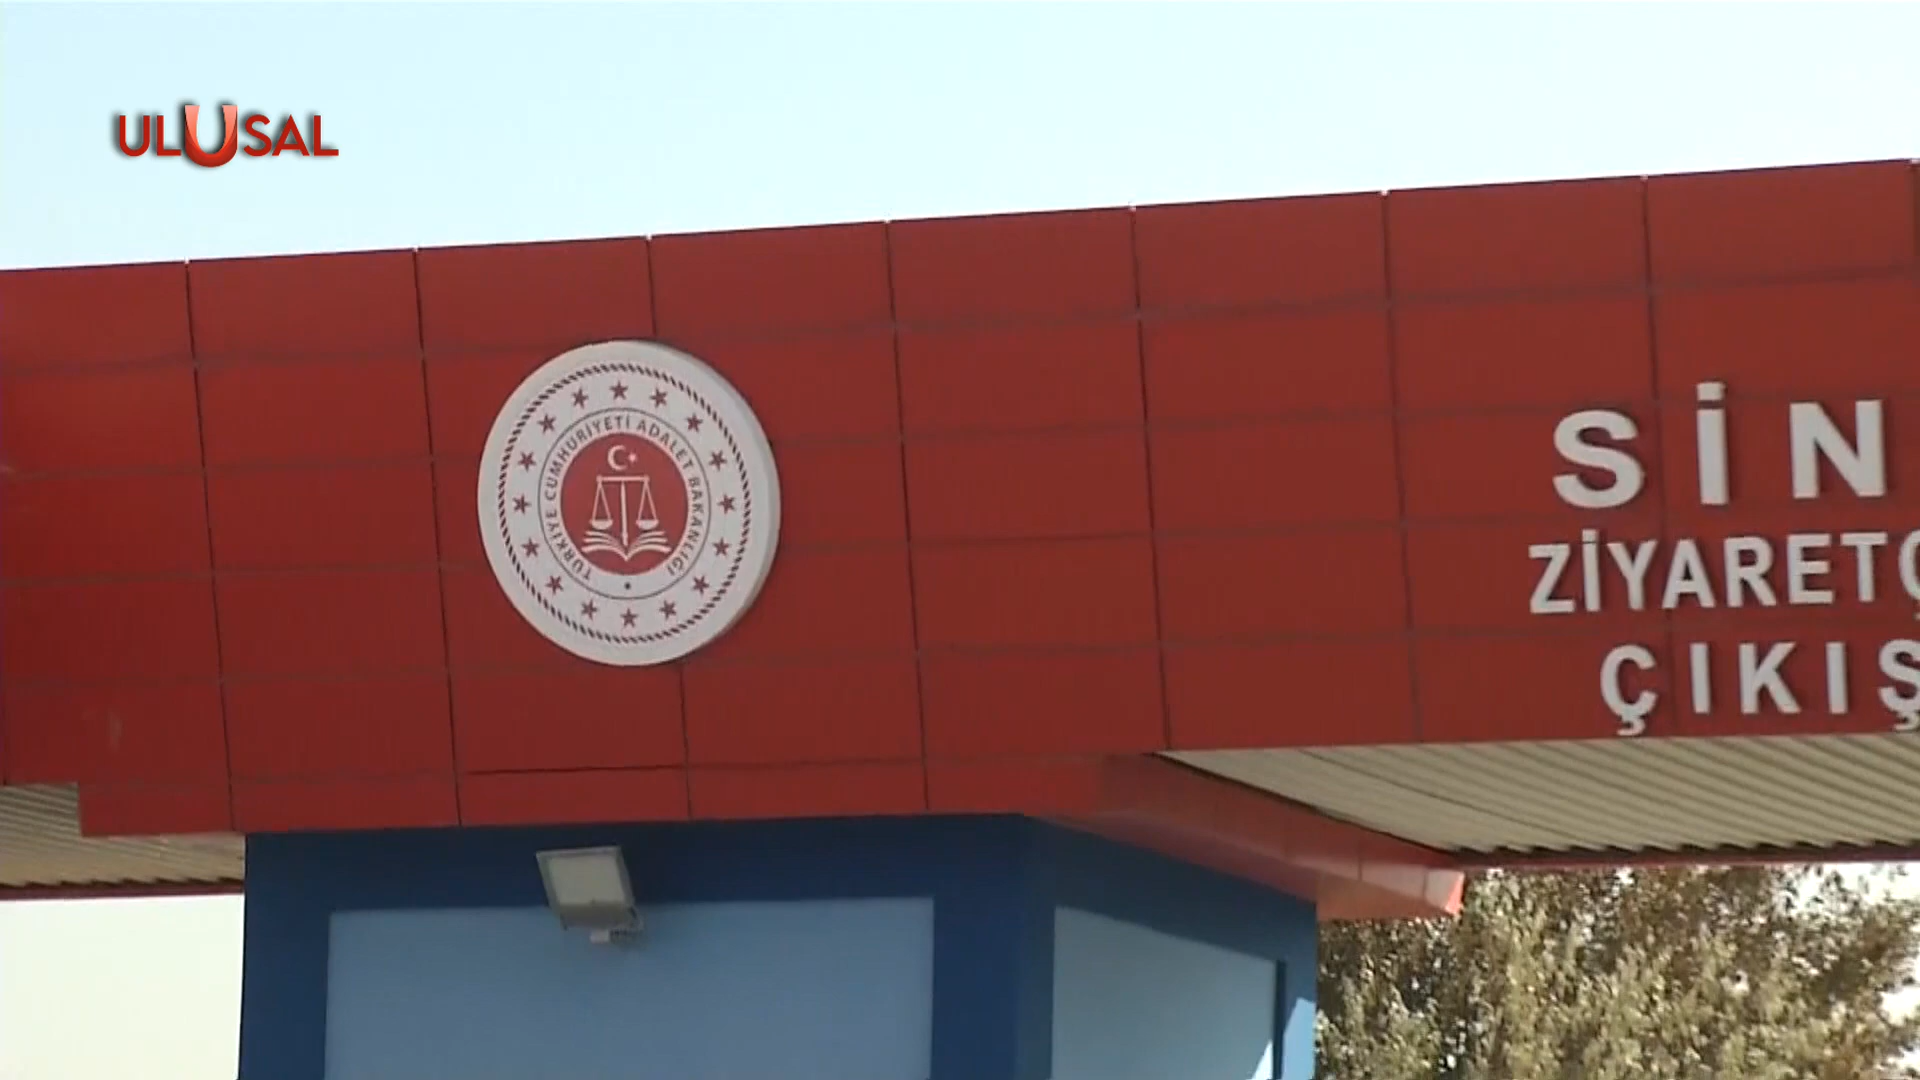 ULUSAL
TÜRKİYE CUMHURİYETİ ADALET BAKANLIĞI
SİN
ZİYARETÇ
ÇIKIŞ